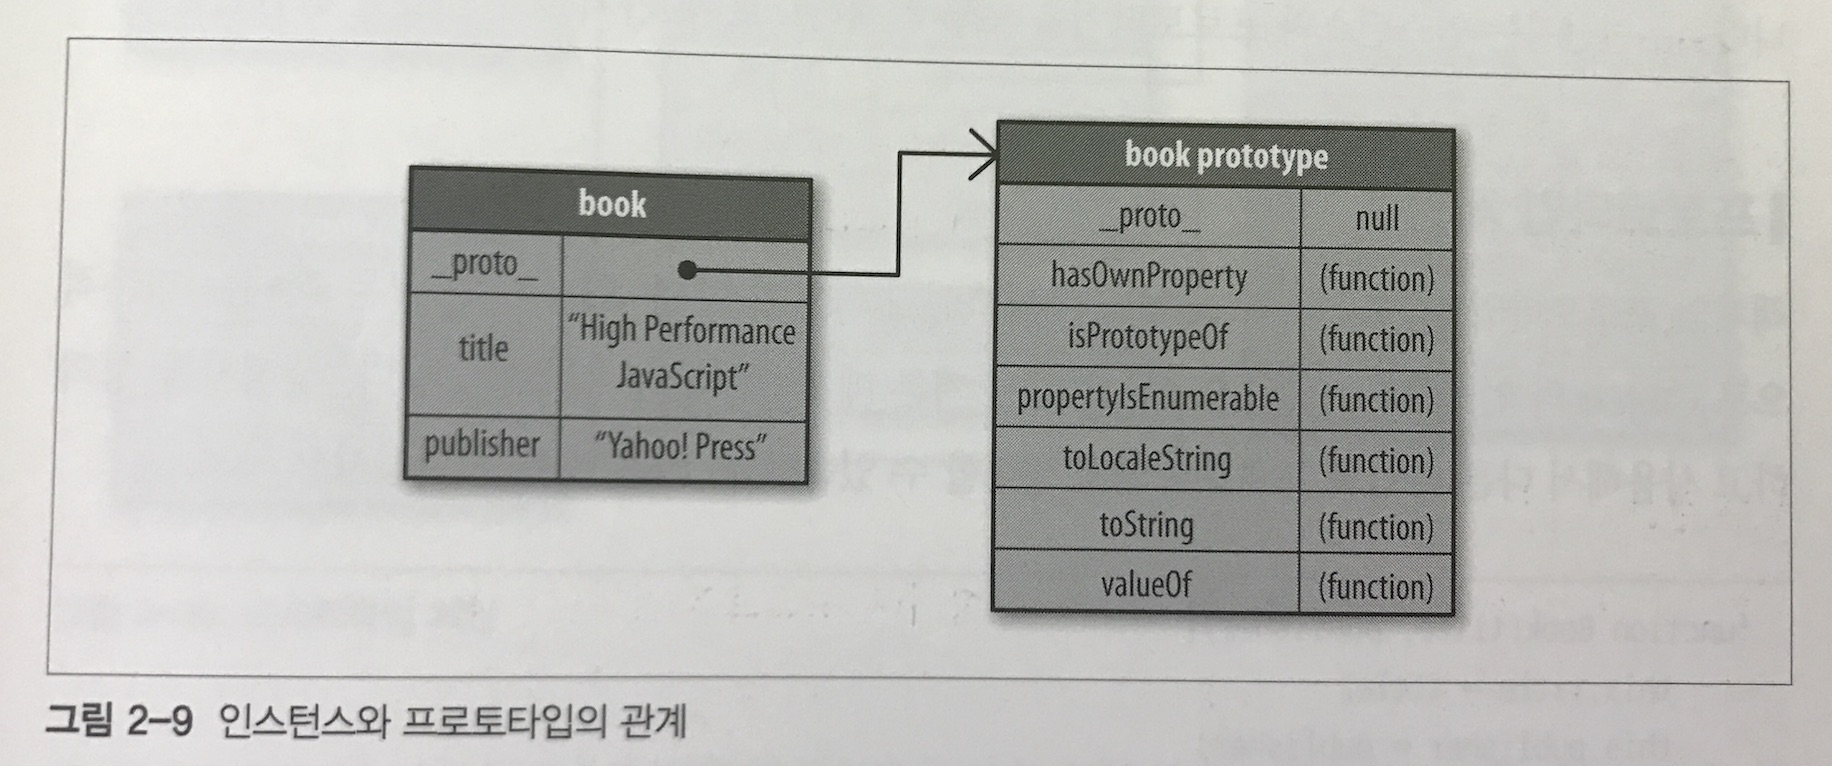 book
_proto_
title "High Performance
JavaScript"
publisher "Yahoo! Press"
book prototype
_proto_ null
hasOwnProperty (function)
isPrototypeOf (function)
propertyIsEnumerable (function)
toLocaleString (function)
toString (function)
valueOf (function)
그림 2-9 인스턴스와 프로토타입의 관계